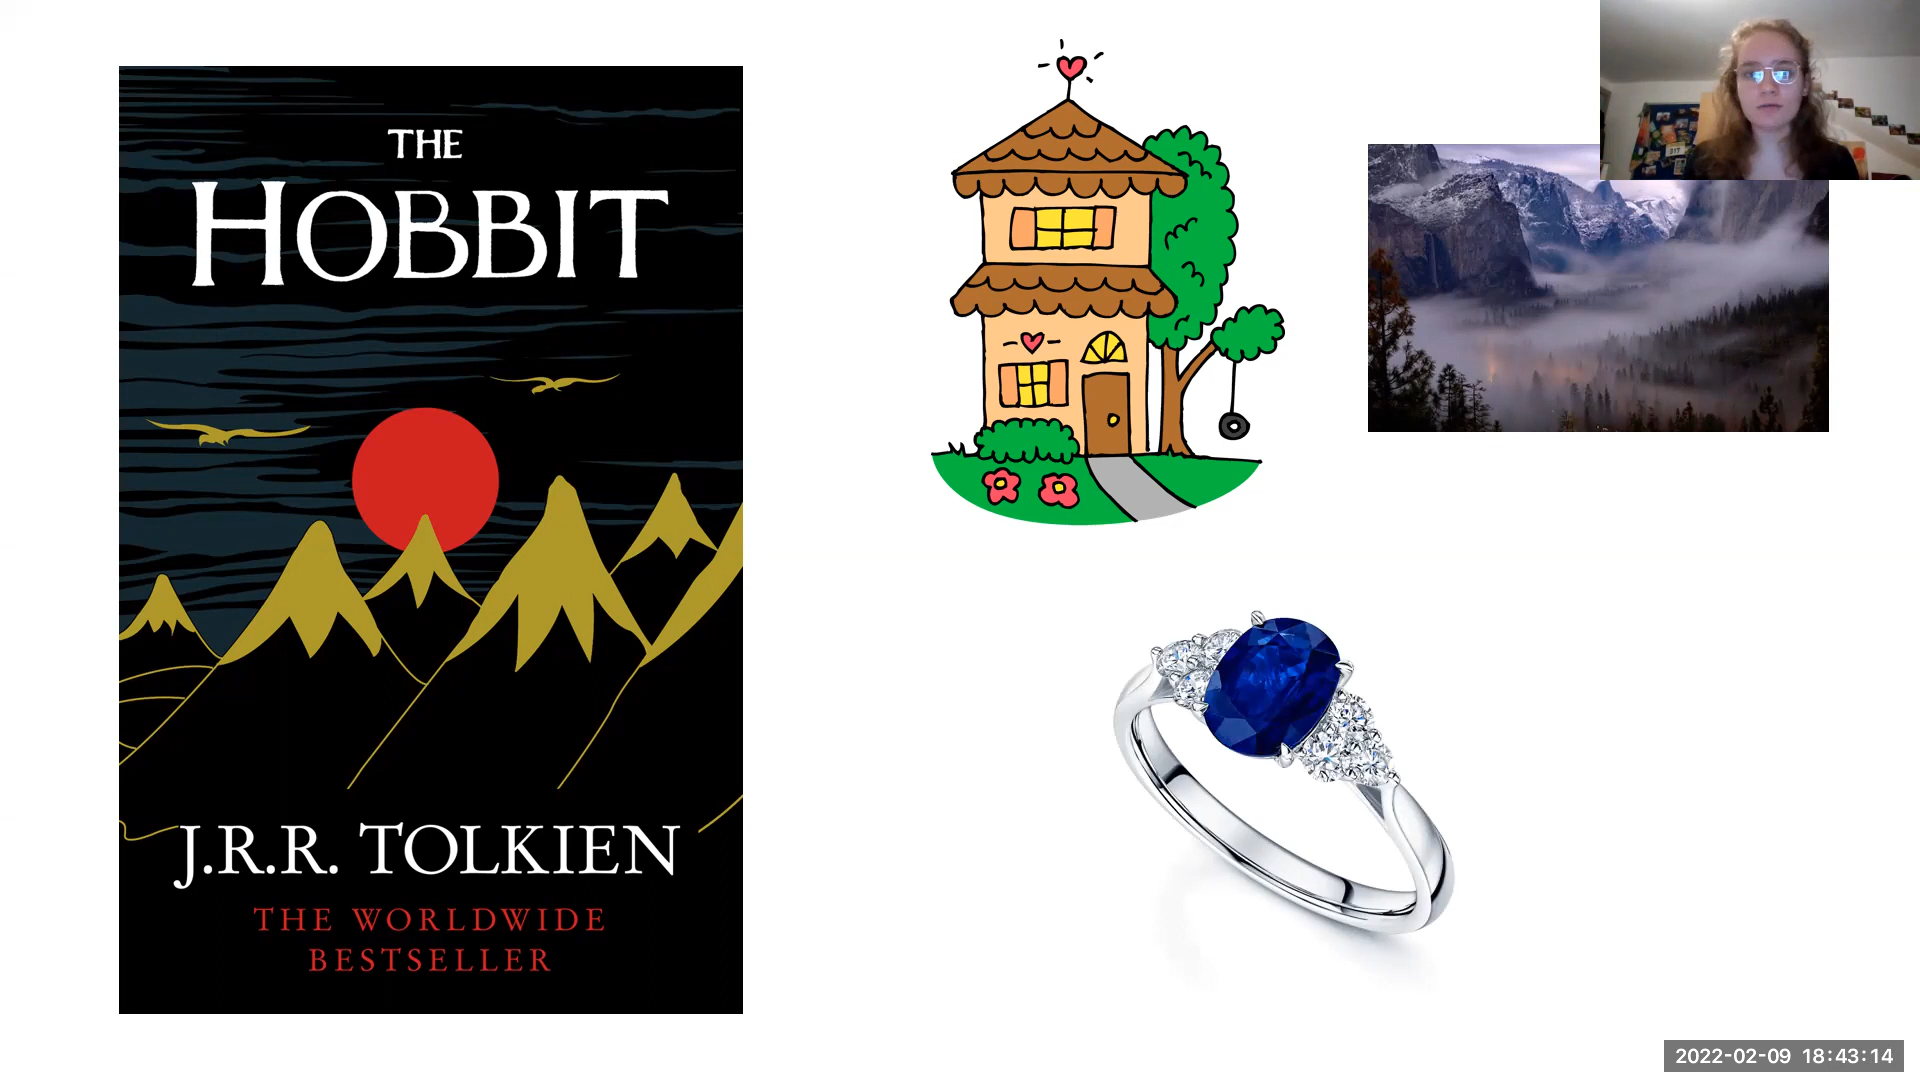 THE
HOBBIT
J.R.R. TOLKIEN
THE WORLDWIDE
BESTSELLER
2022-02-09 18:43:14